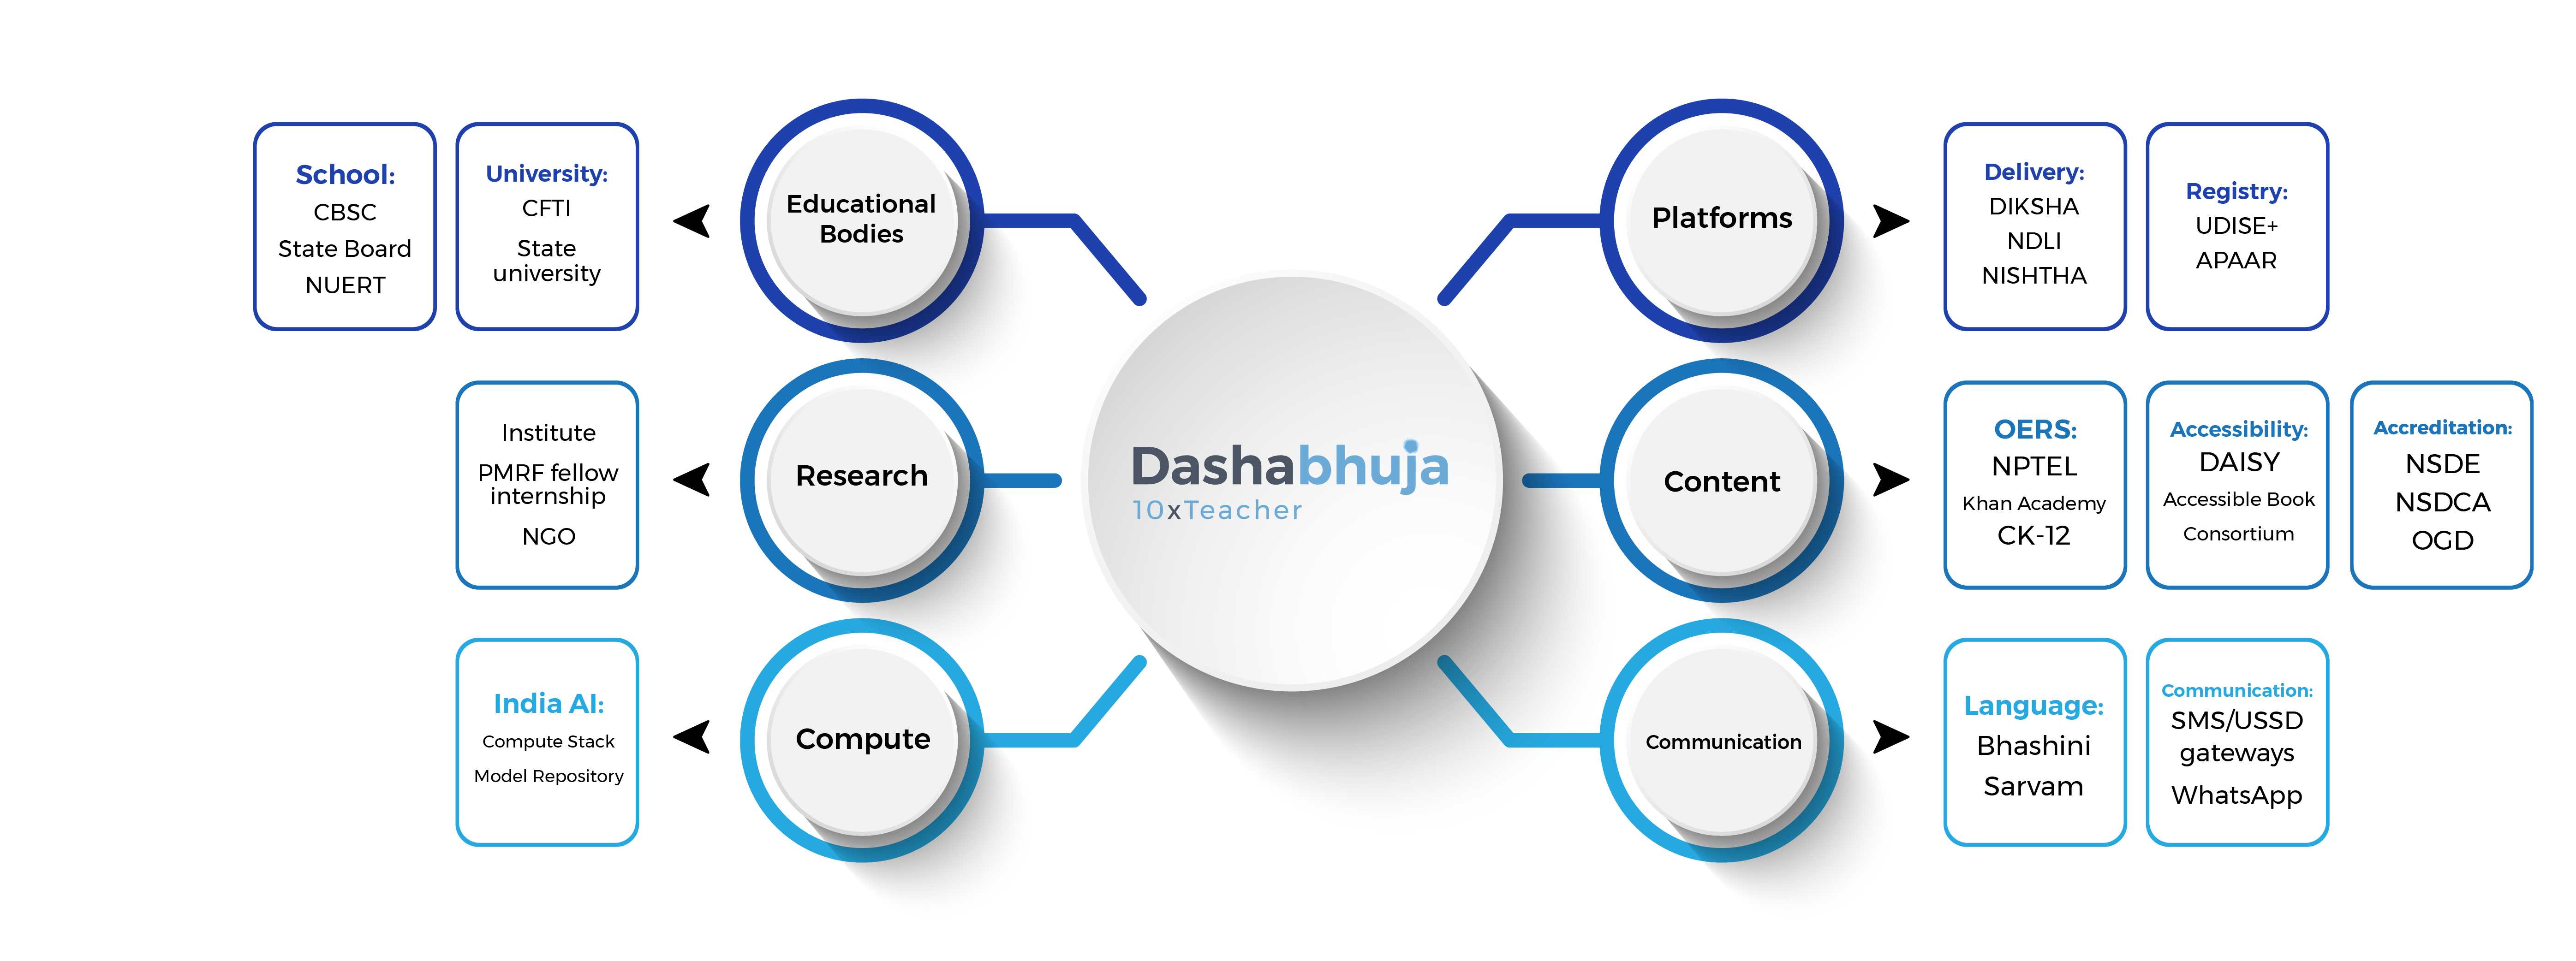 School:
CBSC
State Board
NUERT
University:
CFTI
State
university
Educational
Bodies
Platforms
Delivery:
DIKSHA
NDLI
NISHTHA
Registry:
UDISE+
APAAR
Institute
PMRF fellow
internship
NGO
Research
Dashabhuja
10xTeacher
Content
OERS:
NPTEL
Khan Academy
CK-12
Accessibility:
DAISY
Accessible Book
Consortium
Accreditation:
NSDE
NSDCA
OGD
India AI:
Compute Stack
Model Repository
Compute
Communication
Language:
Bhashini
Sarvam
Communication:
SMS/USSD
gateways
WhatsApp